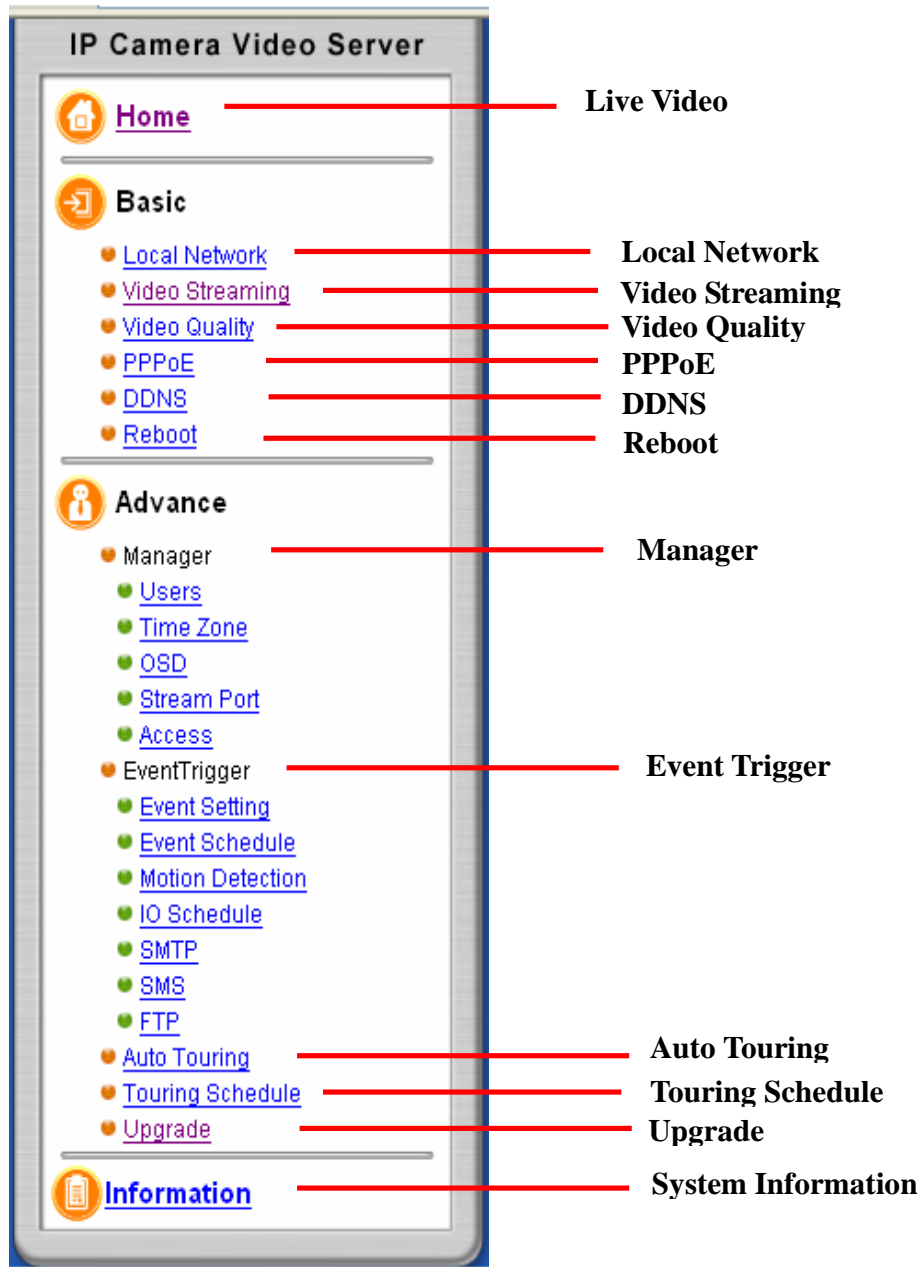 IP Camera Video Server
Home
Live Video
Basic
Local Network
Local Network
Video Streaming
Video Streaming
Video Quality
Video Quality
PPPoE
PPPoE
DDNS
DDNS
Reboot
Reboot
Advance
Manager
Manager
Users
Time Zone
OSD
Stream Port
Access
EventTrigger
Event Trigger
Event Setting
Event Schedule
Motion Detection
IO Schedule
SMTP
SMS
FTP
Auto Touring
Auto Touring
Touring Schedule
Touring Schedule
Upgrade
Upgrade
Information
System Information